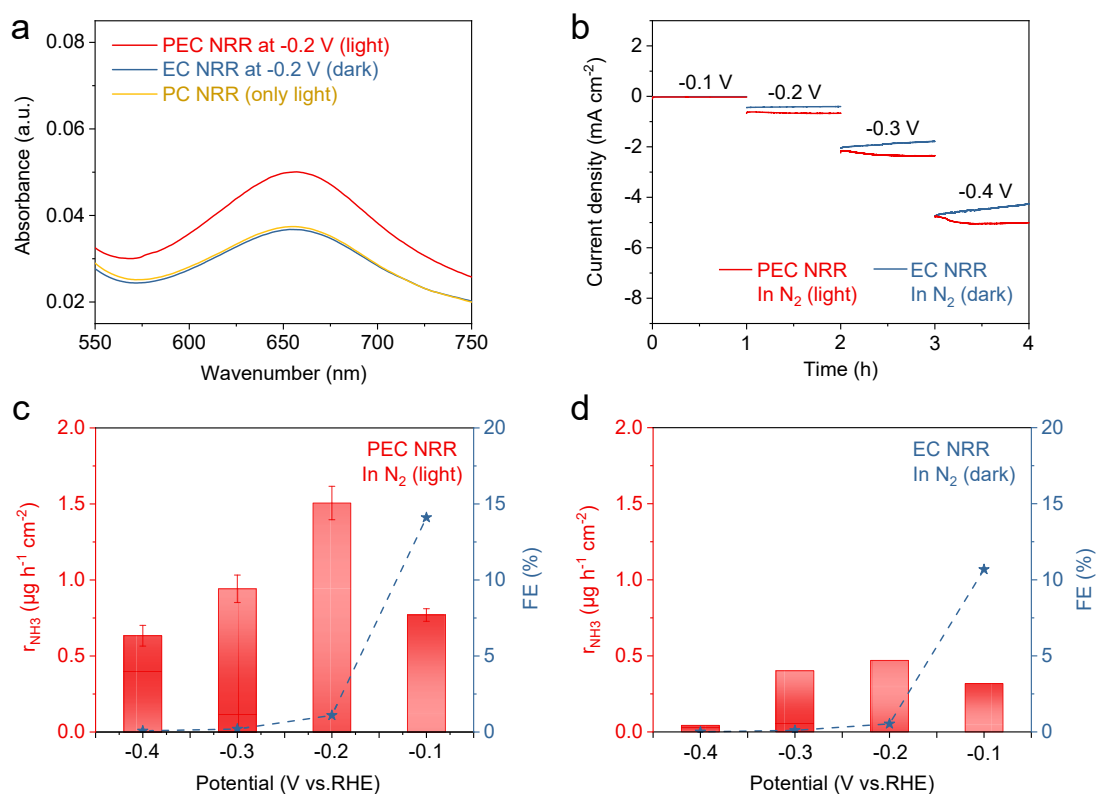 a
0.08
0.06
0.04
0.02
Absorbance (a.u.)
PEC NRR at -0.2 V (light)
EC NRR at -0.2 V (dark)
PC NRR (only light)
550 600 650 700 750
Wavenumber (nm)
b
2
0
-2
-4
-6
-8
Current density (mA cm⁻²)
-0.1 V
-0.2 V
-0.3 V
-0.4 V
PEC NRR
In N₂ (light)
EC NRR
In N₂ (dark)
0 1 2 3 4
Time (h)
c
2.0
1.5
1.0
0.5
0.0
r_NH3 (µg h⁻¹ cm⁻²)
PEC NRR
In N₂ (light)
20
15
10
5
0
FE (%)
-0.4 -0.3 -0.2 -0.1
Potential (V vs.RHE)
d
2.0
1.5
1.0
0.5
0.0
r_NH3 (µg h⁻¹ cm⁻²)
EC NRR
In N₂ (dark)
20
15
10
5
0
FE (%)
-0.4 -0.3 -0.2 -0.1
Potential (V vs.RHE)